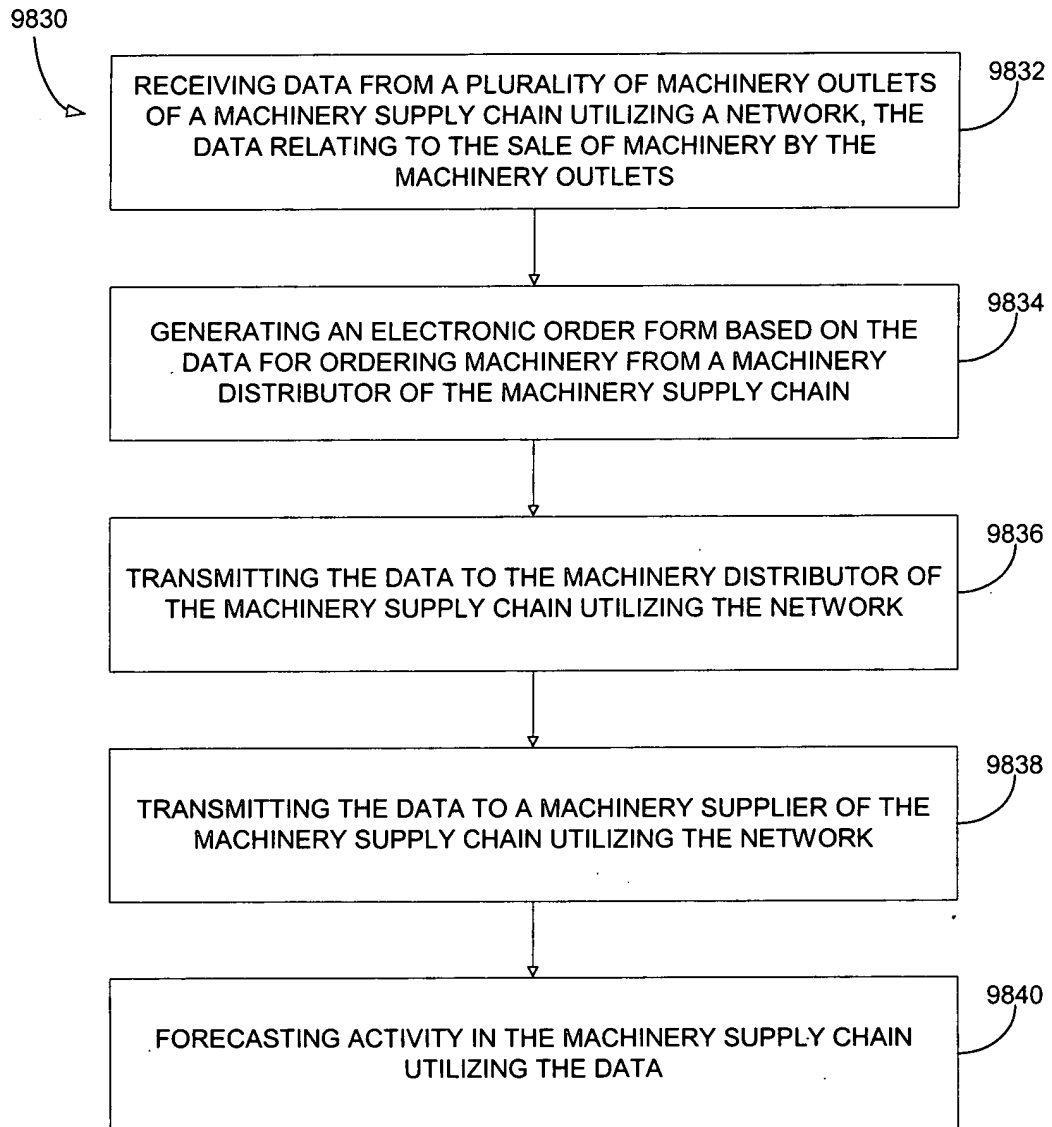 9830
RECEIVING DATA FROM A PLURALITY OF MACHINERY OUTLETS
OF A MACHINERY SUPPLY CHAIN UTILIZING A NETWORK, THE
DATA RELATING TO THE SALE OF MACHINERY BY THE
MACHINERY OUTLETS
9832
GENERATING AN ELECTRONIC ORDER FORM BASED ON THE
DATA FOR ORDERING MACHINERY FROM A MACHINERY
DISTRIBUTOR OF THE MACHINERY SUPPLY CHAIN
9834
TRANSMITTING THE DATA TO THE MACHINERY DISTRIBUTOR OF
THE MACHINERY SUPPLY CHAIN UTILIZING THE NETWORK
9836
TRANSMITTING THE DATA TO A MACHINERY SUPPLIER OF THE
MACHINERY SUPPLY CHAIN UTILIZING THE NETWORK
9838
FORECASTING ACTIVITY IN THE MACHINERY SUPPLY CHAIN
UTILIZING THE DATA
9840